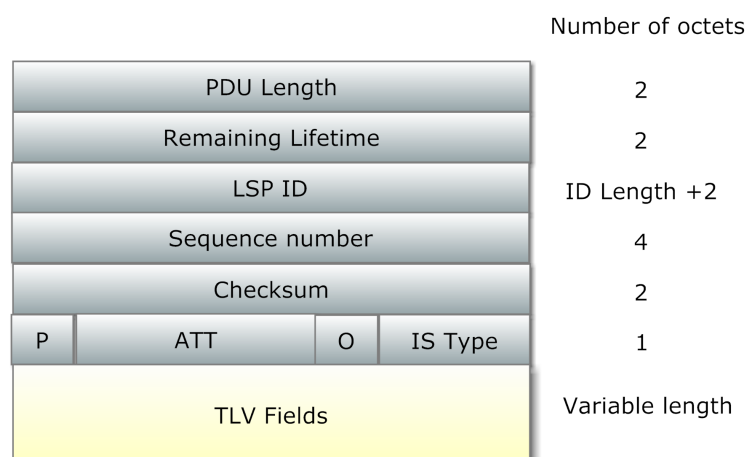 Number of octets
PDU Length 2
Remaining Lifetime 2
LSP ID ID Length +2
Sequence number 4
Checksum 2
P ATT O IS Type 1
TLV Fields Variable length